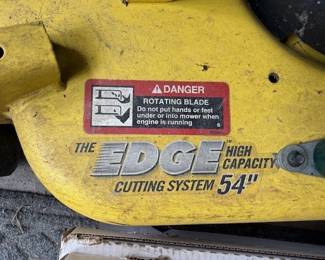 ⚠ DANGER
ROTATING BLADE
Do not put hands or feet
under or into mower when
engine is running
THE EDGE™ HIGH
CAPACITY
CUTTING SYSTEM 54"